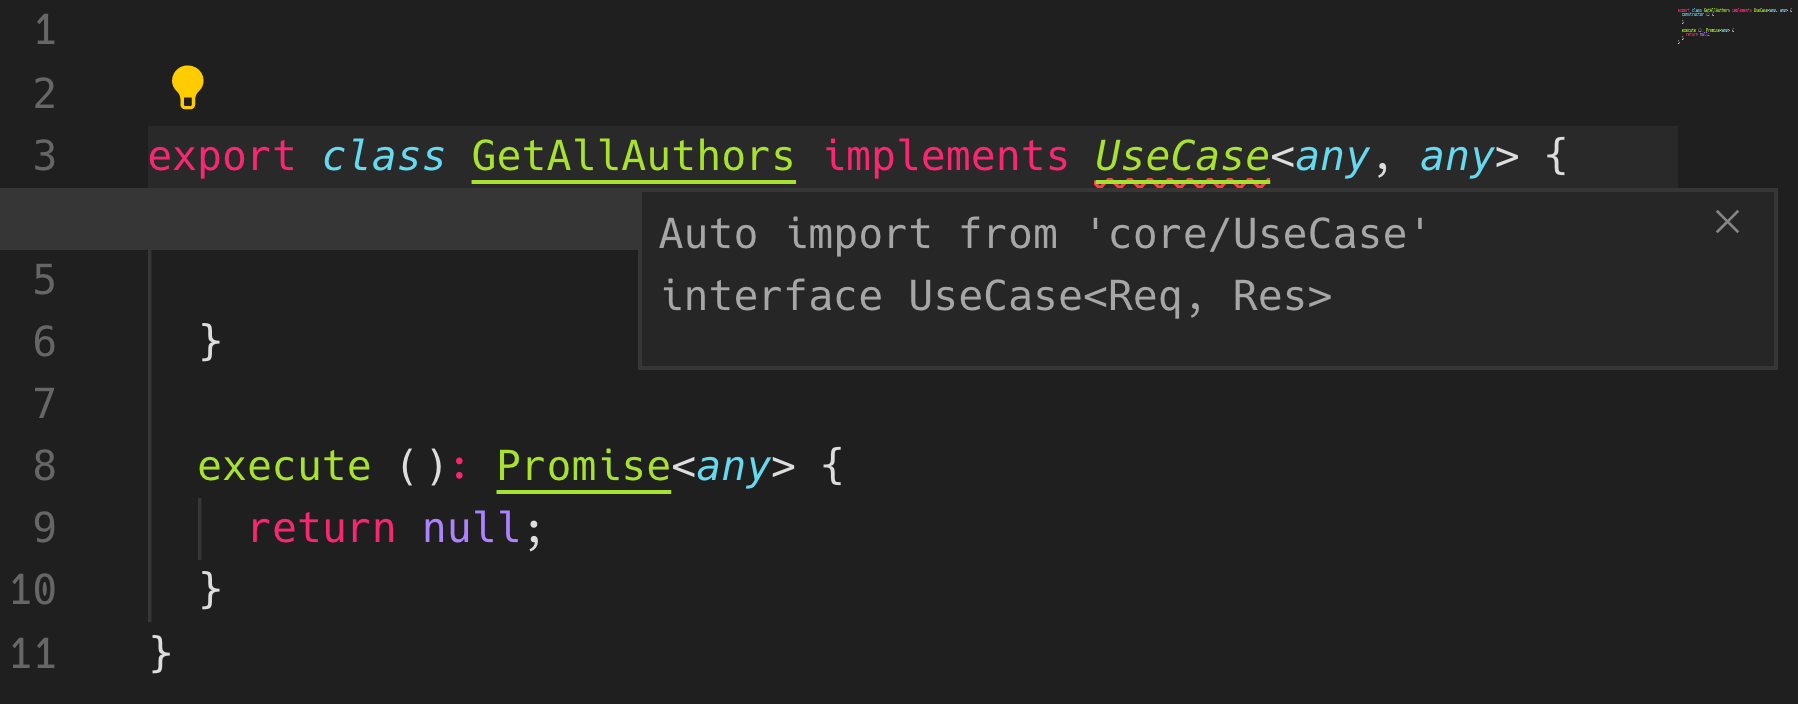 1
2
3 export class GetAllAuthors implements UseCase<any, any> {
Auto import from 'core/UseCase'
5
interface UseCase<Req, Res>
6 }
7
8 execute (): Promise<any> {
9 return null;
10 }
11 }